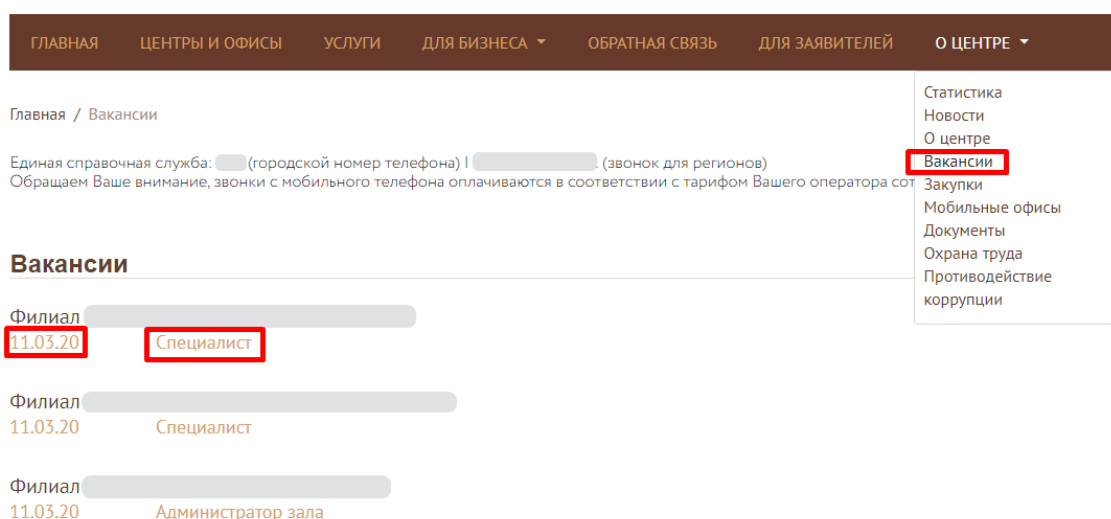 ГЛАВНАЯ ЦЕНТРЫ И ОФИСЫ УСЛУГИ ДЛЯ БИЗНЕСА ОБРАТНАЯ СВЯЗЬ ДЛЯ ЗАЯВИТЕЛЕЙ О ЦЕНТРЕ
Статистика
Новости
О центре
Вакансии
Закупки
Мобильные офисы
Документы
Охрана труда
Противодействие
коррупции
Главная / Вакансии
Единая справочная служба: (городской номер телефона) | . (звонок для регионов)
Обращаем Ваше внимание, звонки с мобильного телефона оплачиваются в соответствии с тарифом Вашего оператора сот
Вакансии
Филиал
11.03.20 Специалист
Филиал
11.03.20 Специалист
Филиал
11.03.20 Администратор зала